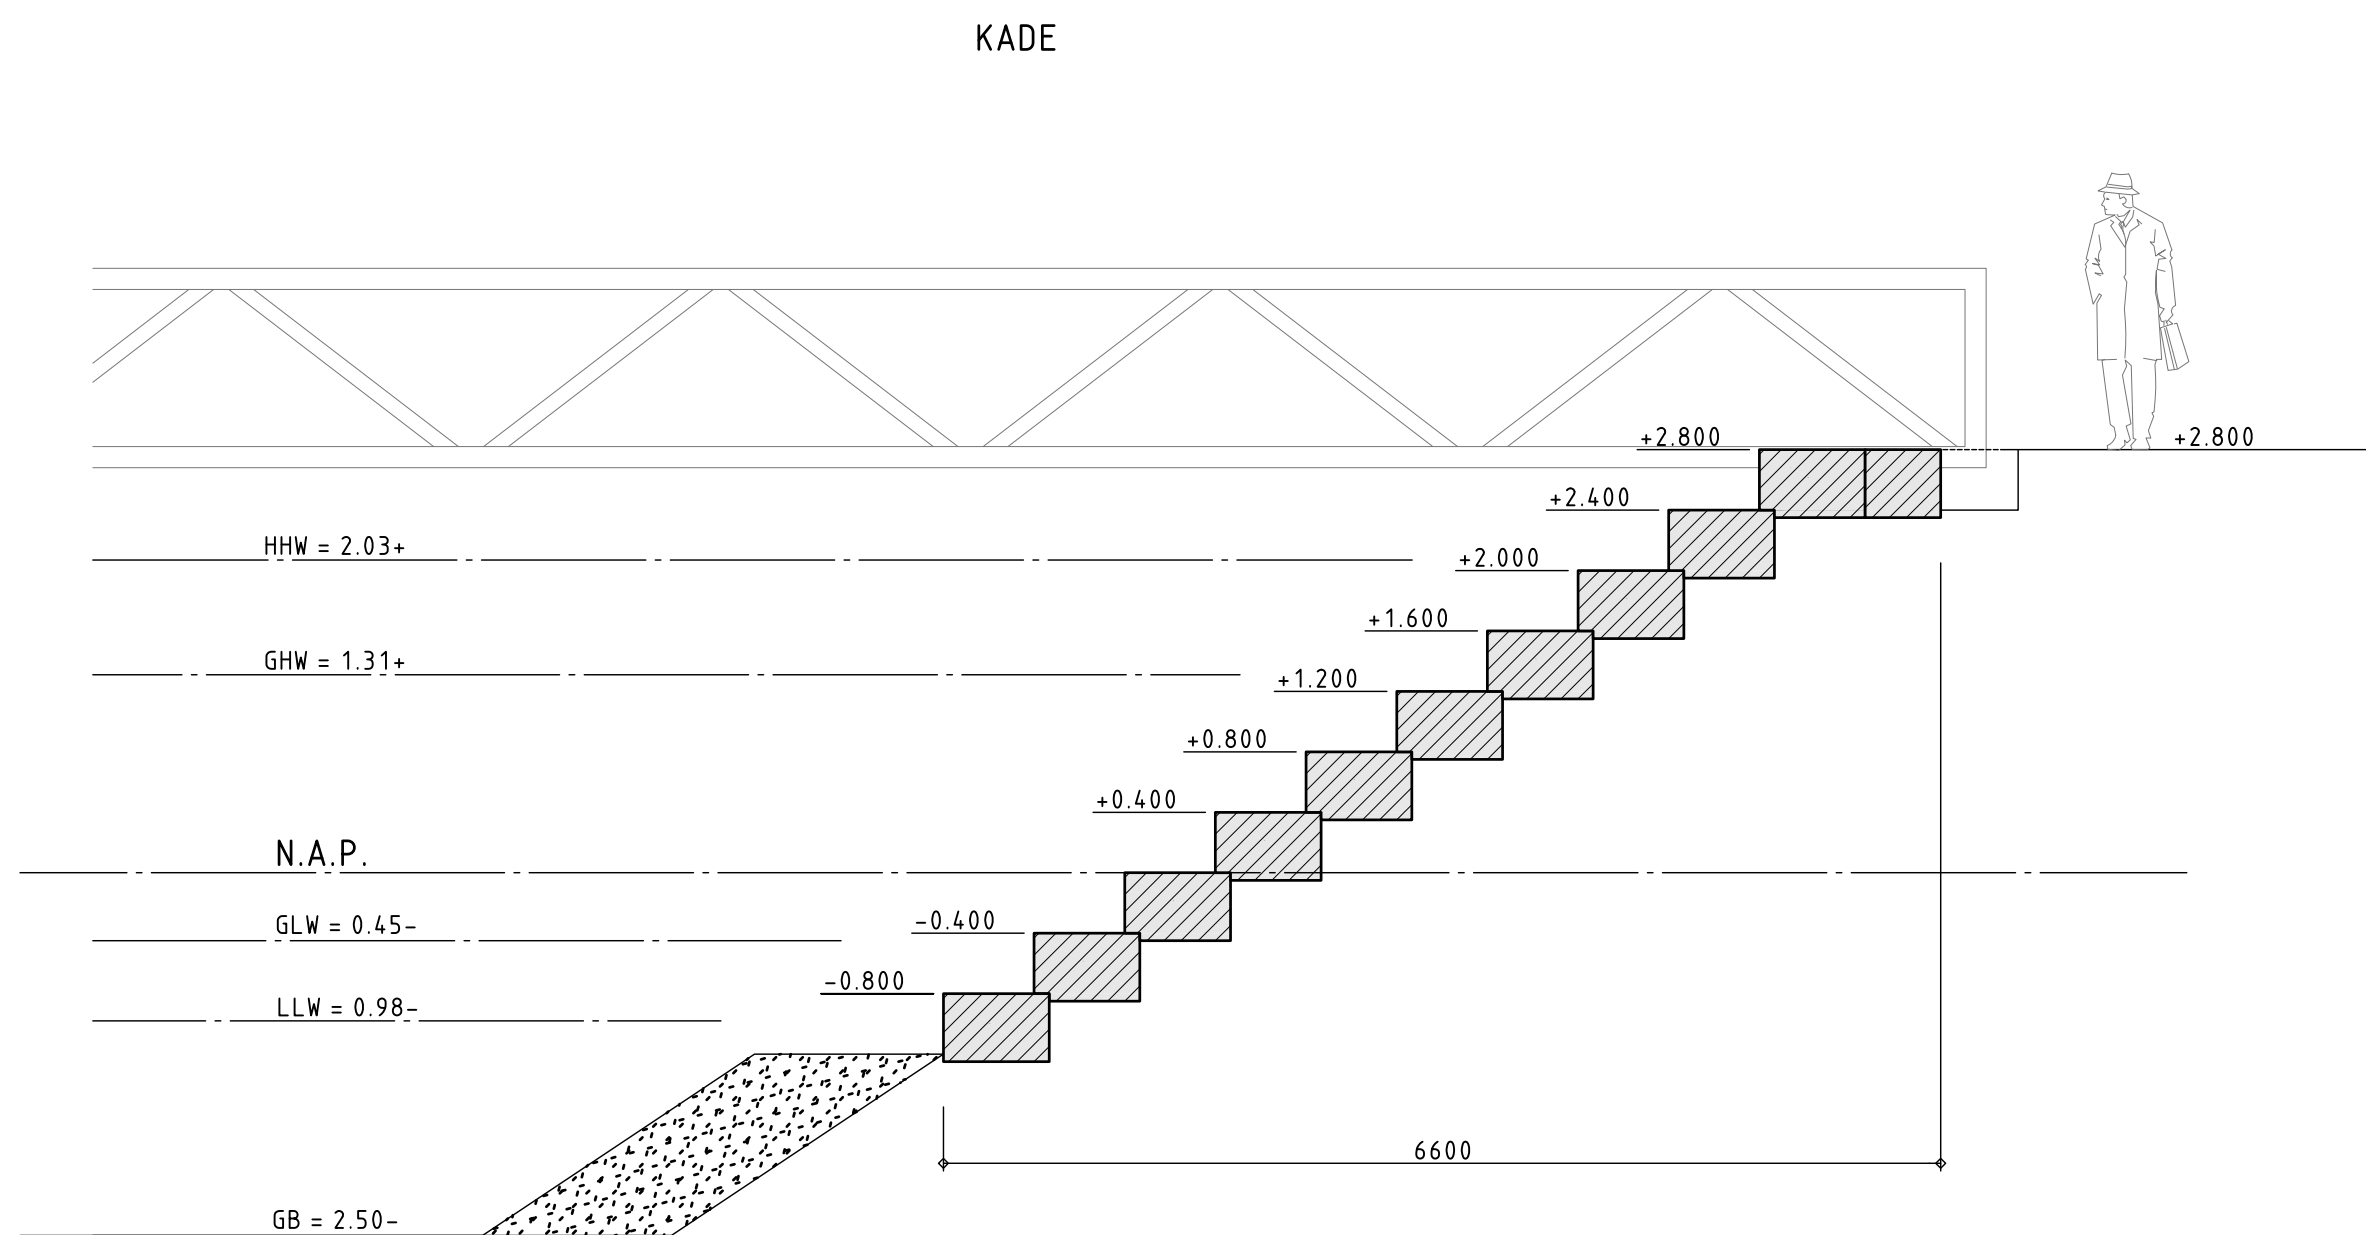 KADE
+2.800
+2.800
+2.400
HHW = 2.03+
+2.000
+1.600
GHW = 1.31+
+1.200
+0.800
+0.400
N.A.P.
GLW = 0.45-
-0.400
-0.800
LLW = 0.98-
6600
GB = 2.50-